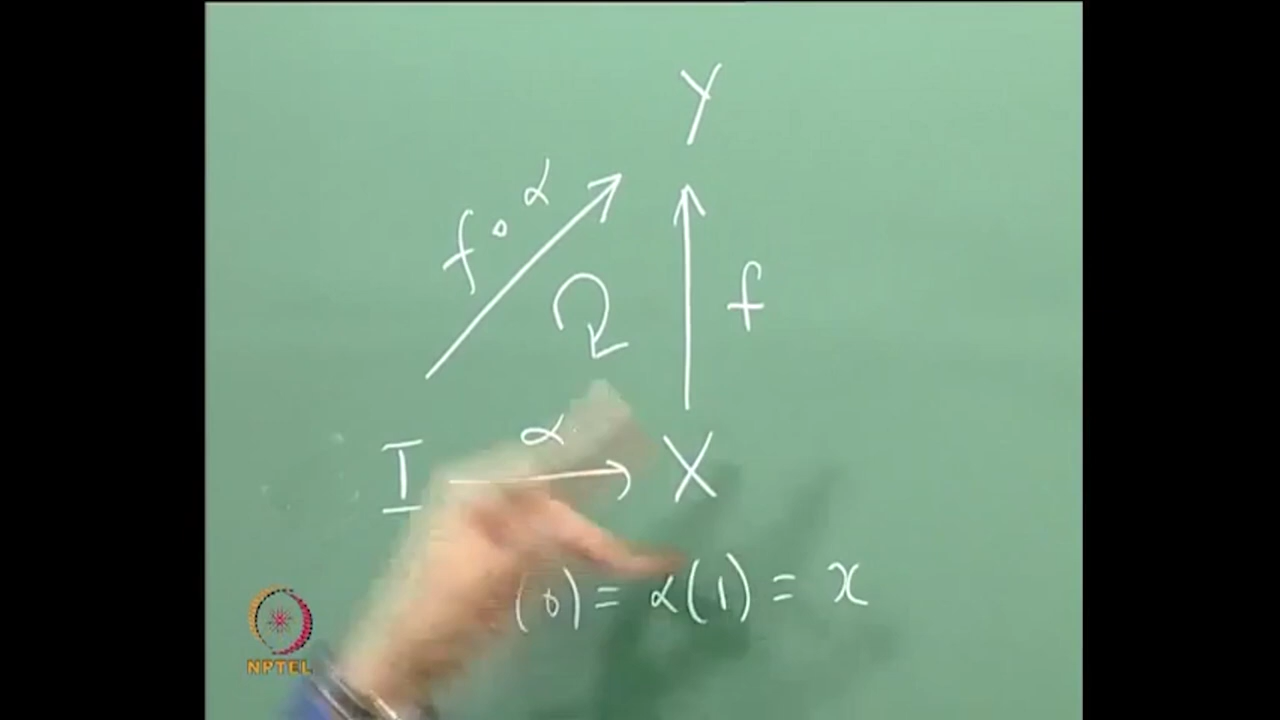 Y
f∘α
f
α
I
X
(0) = α(1) = x
NPTEL